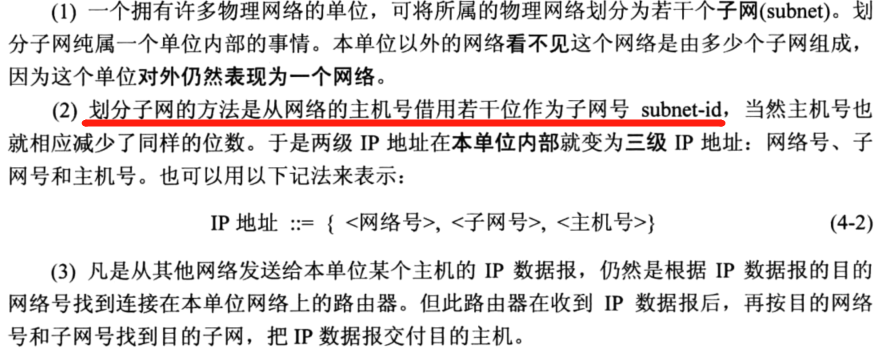 (1) 一个拥有许多物理网络的单位，可将所属的物理网络划分为若干个子网(subnet)。划
分子网纯属一个单位内部的事情。本单位以外的网络看不见这个网络是由多少个子网组成，
因为这个单位对外仍然表现为一个网络。
(2) 划分子网的方法是从网络的主机号借用若干位作为子网号 subnet-id，当然主机号也
就相应减少了同样的位数。于是两级 IP 地址在本单位内部就变为三级 IP 地址：网络号、子
网号和主机号。也可以用以下记法来表示：
IP 地址 ::= { <网络号>, <子网号>, <主机号>} (4-2)
(3) 凡是从其他网络发送给本单位某个主机的 IP 数据报，仍然是根据 IP 数据报的目的
网络号找到连接在本单位网络上的路由器。但此路由器在收到 IP 数据报后，再按目的网络
号和子网号找到目的子网，把 IP 数据报交付目的主机。